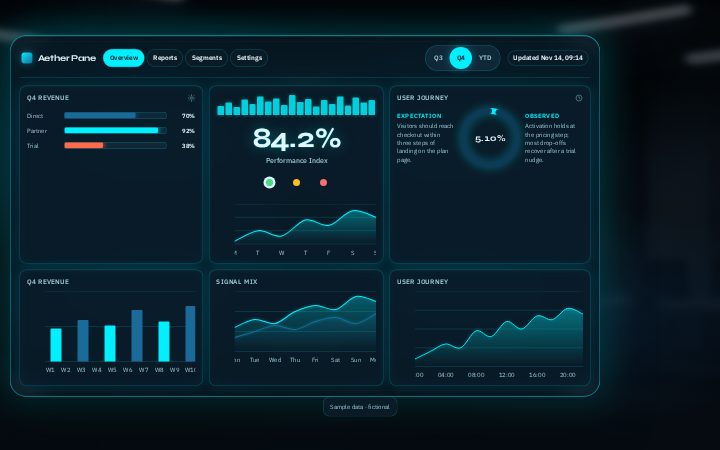 Aether Pane
Overview
Reports
Segments
Settings
Q3
Q4
YTD
Updated Nov 14, 09:14
Q4 REVENUE
Direct
70%
Partner
92%
Trial
38%
84.2%
Performance Index
T
W
T
F
S
USER JOURNEY
EXPECTATION
Visitors should reach
checkout within
three steps of
landing on the plan
page.
5.10%
OBSERVED
Activation holds at
the pricing step;
most drop-offs
recover after a trial
nudge.
Q4 REVENUE
W1 W2 W3 W4 W5 W6 W7 W8 W9 W1
SIGNAL MIX
Tue Wed Thu Fri Sat Sun
USER JOURNEY
:00 04:00 08:00 12:00 16:00 20:00
Sample data · fictional